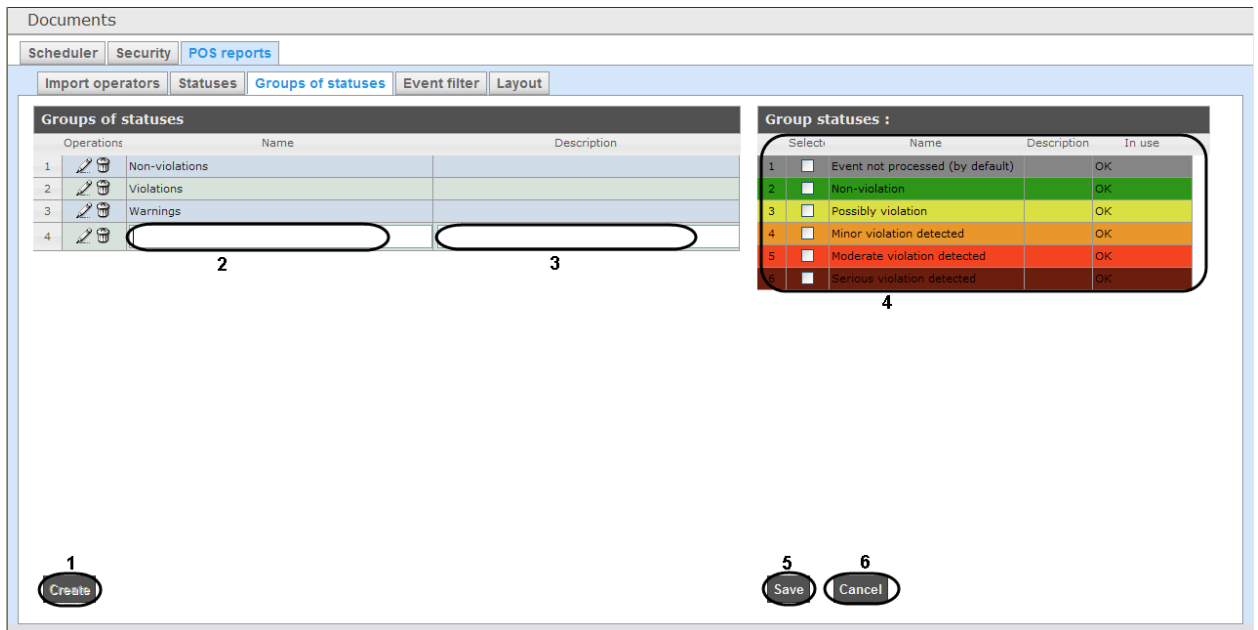 Documents
Scheduler Security POS reports
Import operators Statuses Groups of statuses Event filter Layout
Groups of statuses
Operations Name Description
1 Non-violations
2 Violations
3 Warnings
4
2 3
Group statuses :
Select Name Description In use
1 Event not processed (by default) OK
2 Non-violation OK
3 Possibly violation OK
4 Minor violation detected OK
5 Moderate violation detected OK
6 Serious violation detected OK
4
1
Create
5 6
Save Cancel